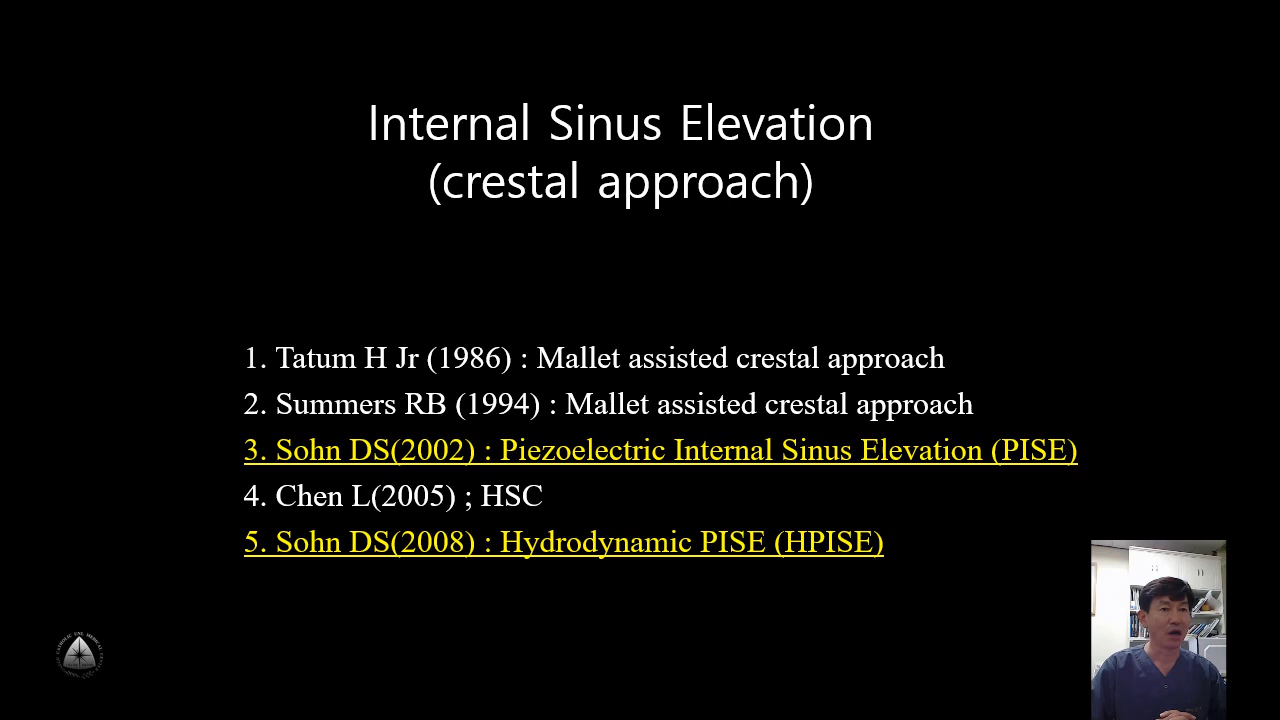 Internal Sinus Elevation
(crestal approach)
1. Tatum H Jr (1986) : Mallet assisted crestal approach
2. Summers RB (1994) : Mallet assisted crestal approach
3. Sohn DS(2002) : Piezoelectric Internal Sinus Elevation (PISE)
4. Chen L(2005) ; HSC
5. Sohn DS(2008) : Hydrodynamic PISE (HPISE)